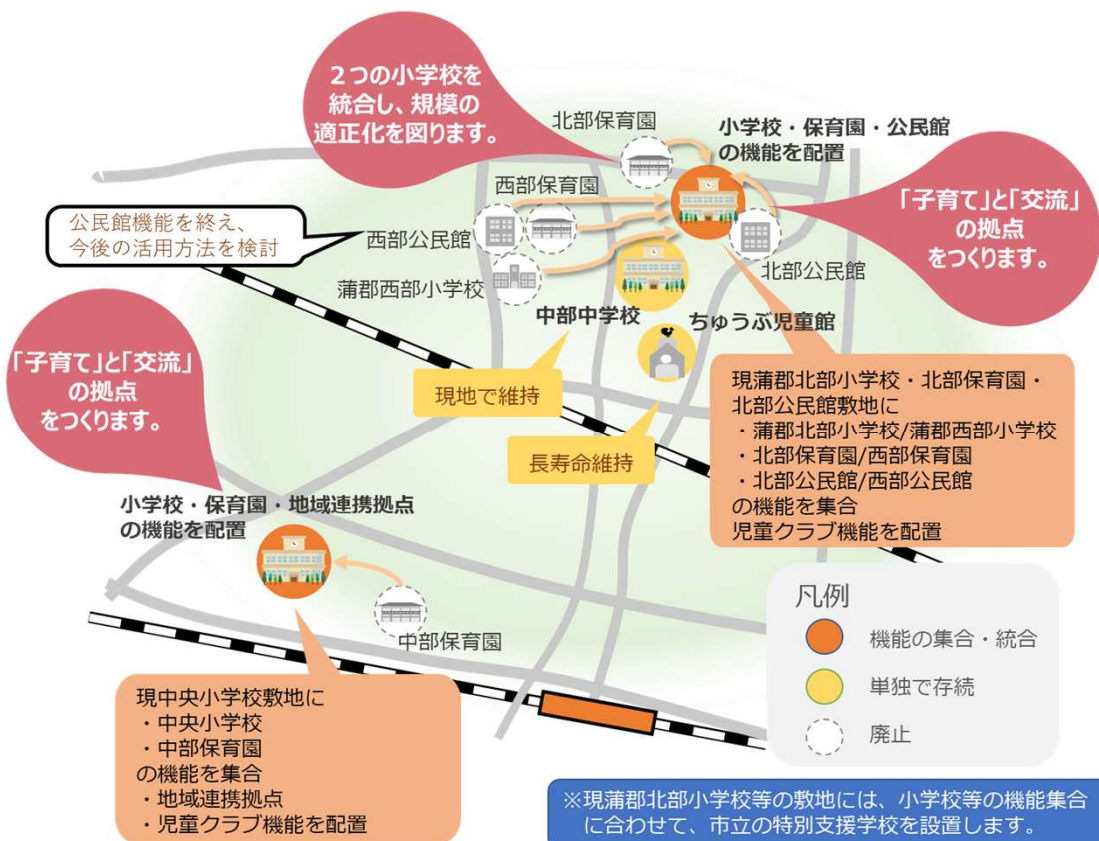 ２つの小学校を
統合し、規模の
適正化を図ります。
北部保育園
小学校・保育園・公民館
の機能を配置
西部保育園
公民館機能を終え、
今後の活用方法を検討
西部公民館
「子育て」と「交流」
の拠点
をつくります。
北部公民館
蒲郡西部小学校
中部中学校
ちゅうぶ児童館
「子育て」と「交流」
の拠点
をつくります。
現地で維持
長寿命維持
現蒲郡北部小学校・北部保育園・
北部公民館敷地に
・蒲郡北部小学校/蒲郡西部小学校
・北部保育園/西部保育園
・北部公民館/西部公民館
の機能を集合
児童クラブ機能を配置
小学校・保育園・地域連携拠点
の機能を配置
中部保育園
現中央小学校敷地に
・中央小学校
・中部保育園
の機能を集合
・地域連携拠点
・児童クラブ機能を配置
凡例
機能の集合・統合
単独で存続
廃止
※現蒲郡北部小学校等の敷地には、小学校等の機能集合
に合わせて、市立の特別支援学校を設置します。